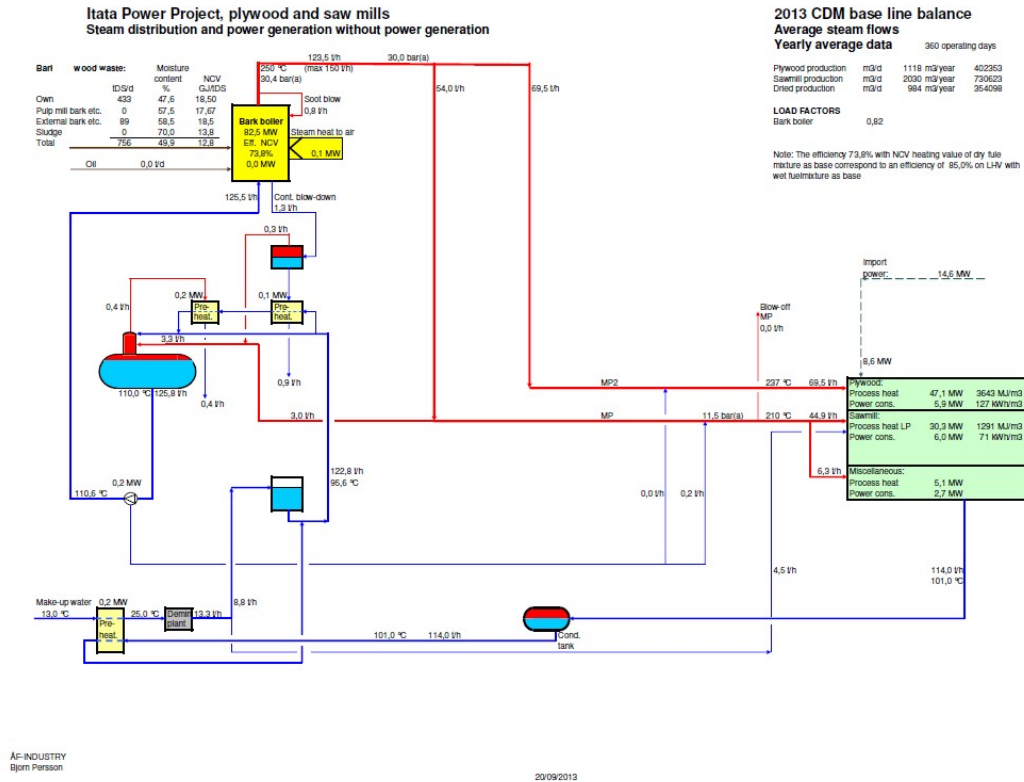 Itata Power Project, plywood and saw mills
Steam distribution and power generation without power generation
2013 CDM base line balance
Average steam flows
Yearly average data 360 operating days
Plywood production m3/d 1118 m3/year 402353
Sawmill production m3/d 2030 m3/year 730623
Dried production m3/d 984 m3/year 354098
LOAD FACTORS
Bark boiler 0,82
Note: The efficiency 73,8% with NCV heating value of dry fule
mixture as base correspond to an efficiency of 85,0% on LHV with
wet fuelmixture as base
Bark wood waste: Moisture
content NCV
tDS/d % GJ/tDS
Own 433 47,6 18,50
Pulp mill bark etc. 0 57,5 17,67
External bark etc. 89 58,5 18,5
Sludge 0 70,0 13,8
Total 756 49,9 12,8
Oil 0,0 t/d
123,5 t/h 30,0 bar(a)
250 °C (max 150 t/h)
30,4 bar(a)
Soot blow
0,8 t/h
Bark boiler
82,5 MW
Eff. NCV
73,8%
0,0 MW
Steam heat to air
0,1 MW
54,0 t/h
69,5 t/h
125,5 t/h
Cont. blow-down
1,3 t/h
0,3 t/h
0,2 MW
Pre-
heat.
0,1 MW
Pre-
heat.
0,4 t/h
3,3 t/h
0,9 t/h
0,4 t/h
110,0 °C 125,8 t/h
3,0 t/h
Import
power: 14,6 MW
Blow-off
MP
0,0 t/h
8,6 MW
MP2 237 °C 69,5 t/h
MP 11,5 bar(a) 210 °C 44,9 t/h
Plywood:
Process heat 47,1 MW 3643 MJ/m3
Power cons. 5,9 MW 127 kWh/m3
Sawmill:
Process heat LP 30,3 MW 1291 MJ/m3
Power cons. 6,0 MW 71 kWh/m3
6,3 t/h
Miscellaneous:
Process heat 5,1 MW
Power cons. 2,7 MW
122,8 t/h
95,6 °C
0,2 MW
110,6 °C
0,0 t/h 0,2 t/h
4,5 t/h
114,0 t/h
101,0 °C
Make-up water 0,2 MW
13,0 °C
Pre-
heat.
25,0 °C
Demin
plant
13,3 t/h
8,8 t/h
101,0 °C 114,0 t/h
Cond.
tank
ÅF-INDUSTRY
Bjorn Persson
20/09/2013